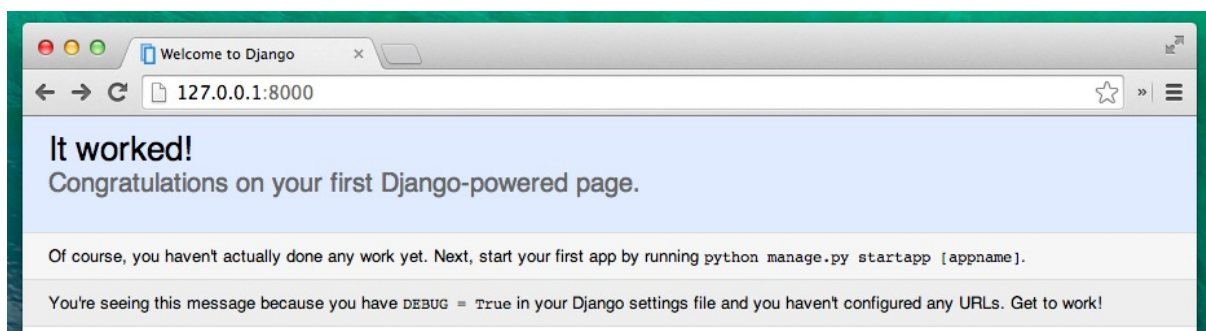 Welcome to Django
127.0.0.1:8000
It worked!
Congratulations on your first Django-powered page.
Of course, you haven't actually done any work yet. Next, start your first app by running python manage.py startapp [appname].
You're seeing this message because you have DEBUG = True in your Django settings file and you haven't configured any URLs. Get to work!